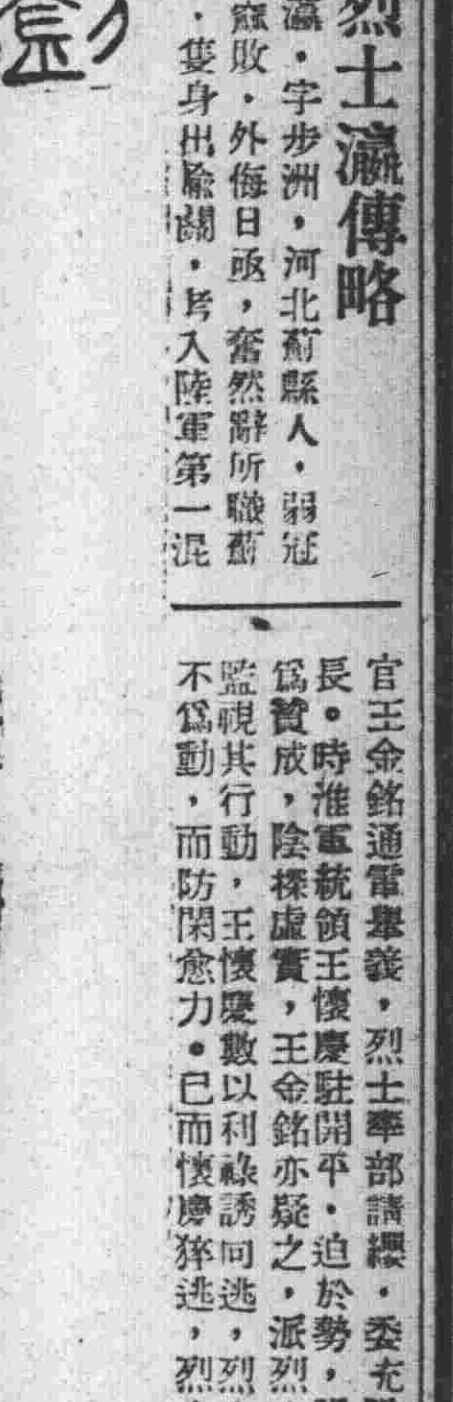 烈士瀛傳略
瀛．字步洲，河北薊縣人．弱冠
敗．外侮日亟，奮然辭所職薊
．隻身出險關，考入陸軍第一混
官王金銘通電舉義，烈士率部請纓．委充
長。時淮軍統領王懷慶駐開平．迫於勢，
爲贊成，陰探虛實，王金銘亦疑之，派烈
監視其行動，王懷慶數以利祿誘同逃，烈
不爲動，而防閑愈力。已而懷慶猝逃，烈